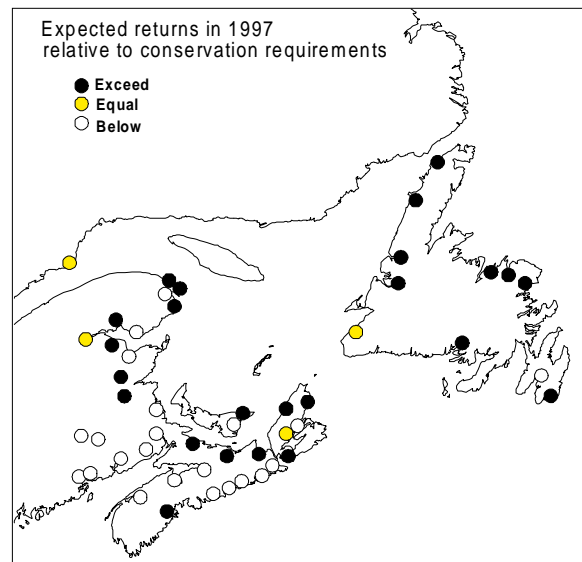 Expected returns in 1997
relative to conservation requirements
Exceed
Equal
Below